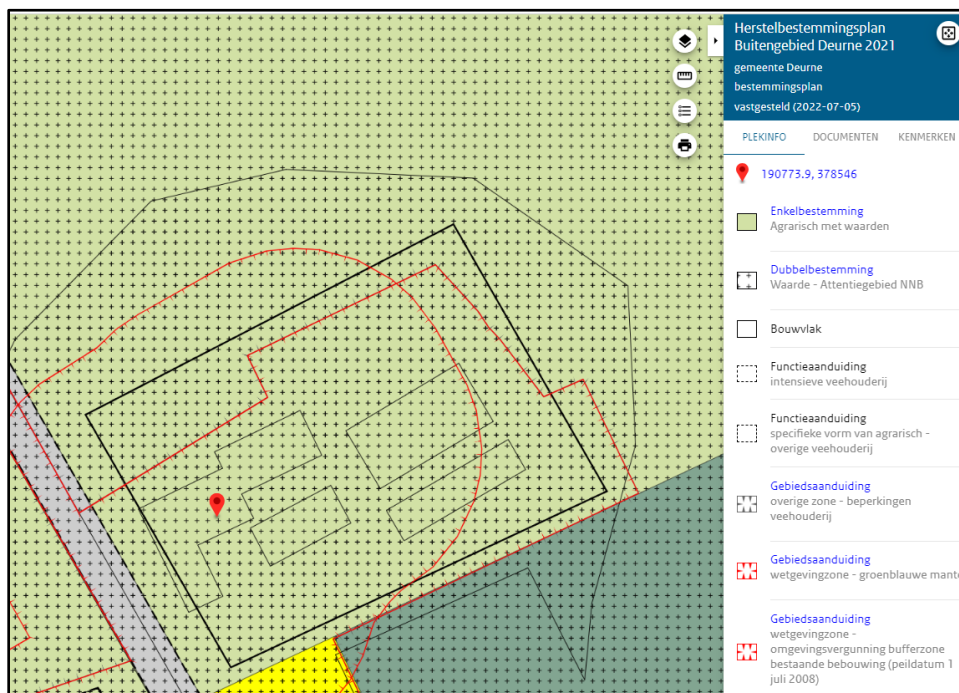 Herstelbestemmingsplan
Buitengebied Deurne 2021
gemeente Deurne
bestemmingsplan
vastgesteld (2022-07-05)
PLEKINFO DOCUMENTEN KENMERKEN
190773.9, 378546
Enkelbestemming
Agrarisch met waarden
Dubbelbestemming
Waarde - Attentiegebied NNB
Bouwvlak
Functieaanduiding
intensieve veehouderij
Functieaanduiding
specifieke vorm van agrarisch -
overige veehouderij
Gebiedsaanduiding
overige zone - beperkingen
veehouderij
Gebiedsaanduiding
wetgevingzone - groenblauwe mante
Gebiedsaanduiding
wetgevingzone -
omgevingsvergunning bufferzone
bestaande bebouwing (peildatum 1
juli 2008)